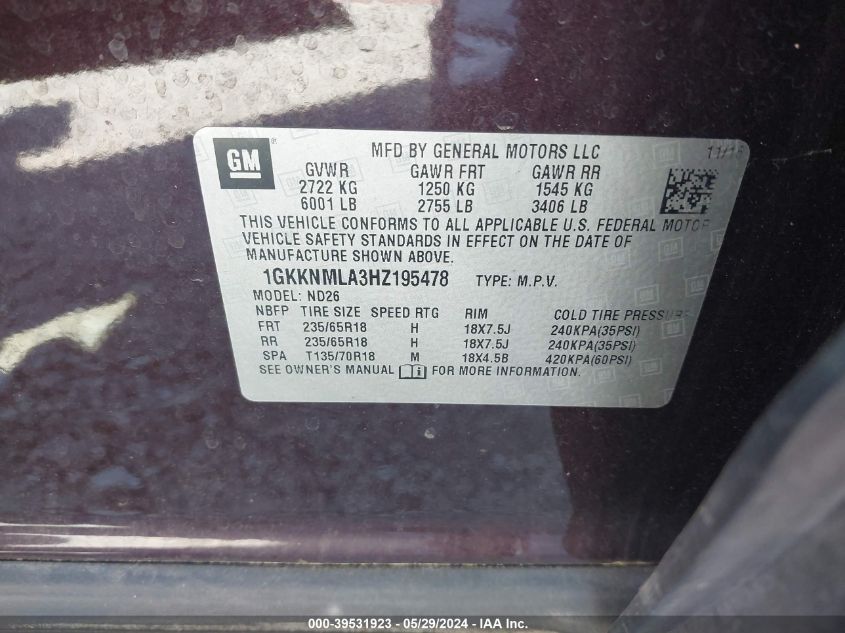 GM
MFD BY GENERAL MOTORS LLC
GVWR GAWR FRT GAWR RR
2722 KG 1250 KG 1545 KG
6001 LB 2755 LB 3406 LB
THIS VEHICLE CONFORMS TO ALL APPLICABLE U.S. FEDERAL MOTOR
VEHICLE SAFETY STANDARDS IN EFFECT ON THE DATE OF
MANUFACTURE SHOWN ABOVE.
1GKKNMLA3HZ195478 TYPE: M.P.V.
MODEL: ND26
NBFP TIRE SIZE SPEED RTG RIM COLD TIRE PRESSURE
FRT 235/65R18 H 18X7.5J 240KPA(35PSI)
RR 235/65R18 H 18X7.5J 240KPA(35PSI)
SPA T135/70R18 M 18X4.5B 420KPA(60PSI)
SEE OWNER'S MANUAL FOR MORE INFORMATION.
000-39531923 - 05/29/2024 - IAA Inc.